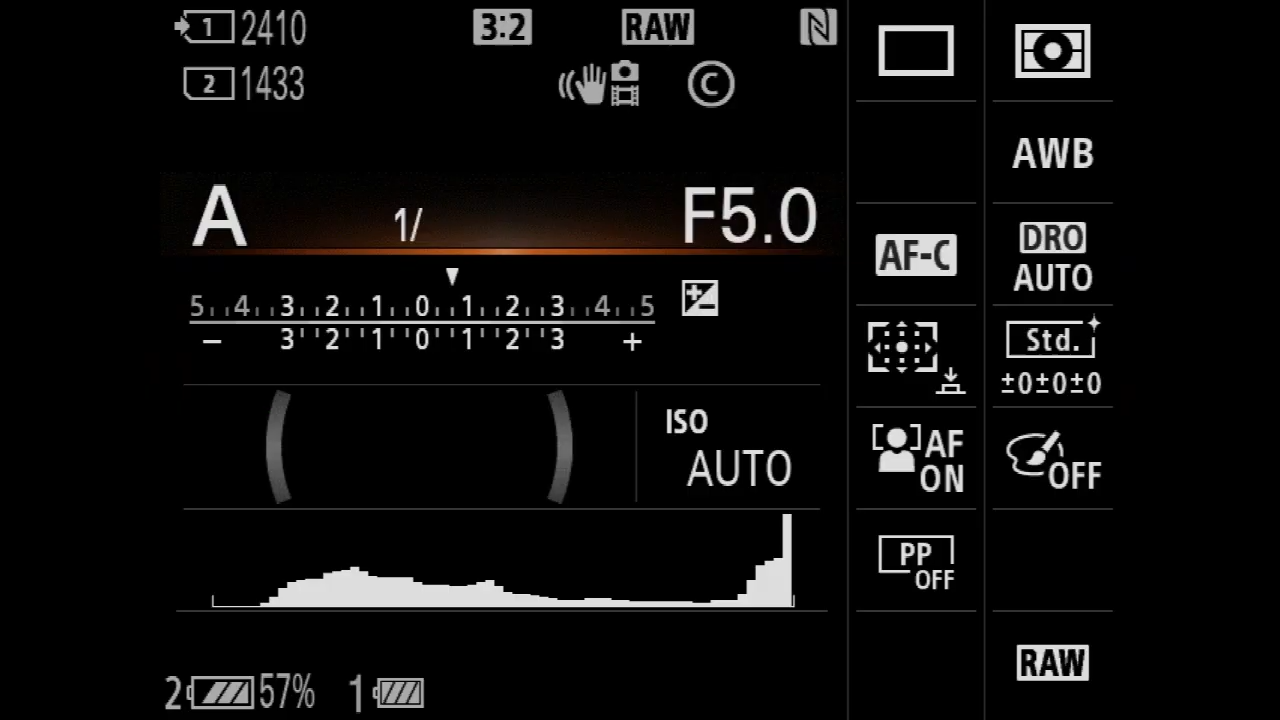 1 2410 3:2 RAW N
2 1433 C
A 1/ F5.0
5 4 3 2 1 0 1 2 3 4 5
− 3 2 1 0 1 2 3 +
ISO
AUTO
2 57% 1
AWB
AF-C DRO
AUTO
Std.
±0±0±0
AF
ON OFF
PP
OFF
RAW